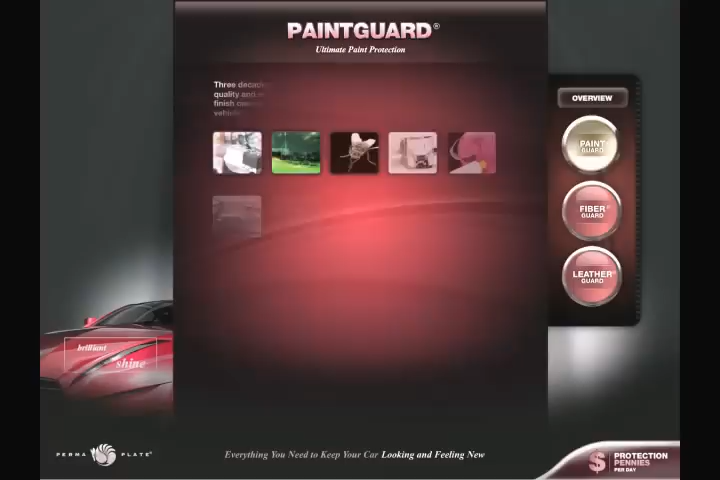 PAINTGUARD®
Ultimate Paint Protection
Three
quality and
finish
OVERVIEW
PAINT
GUARD
FIBER®
GUARD
LEATHER®
GUARD
brilliant
shine
PERMA PLATE®
Everything You Need to Keep Your Car Looking and Feeling New
$ PROTECTION
PENNIES
PER DAY